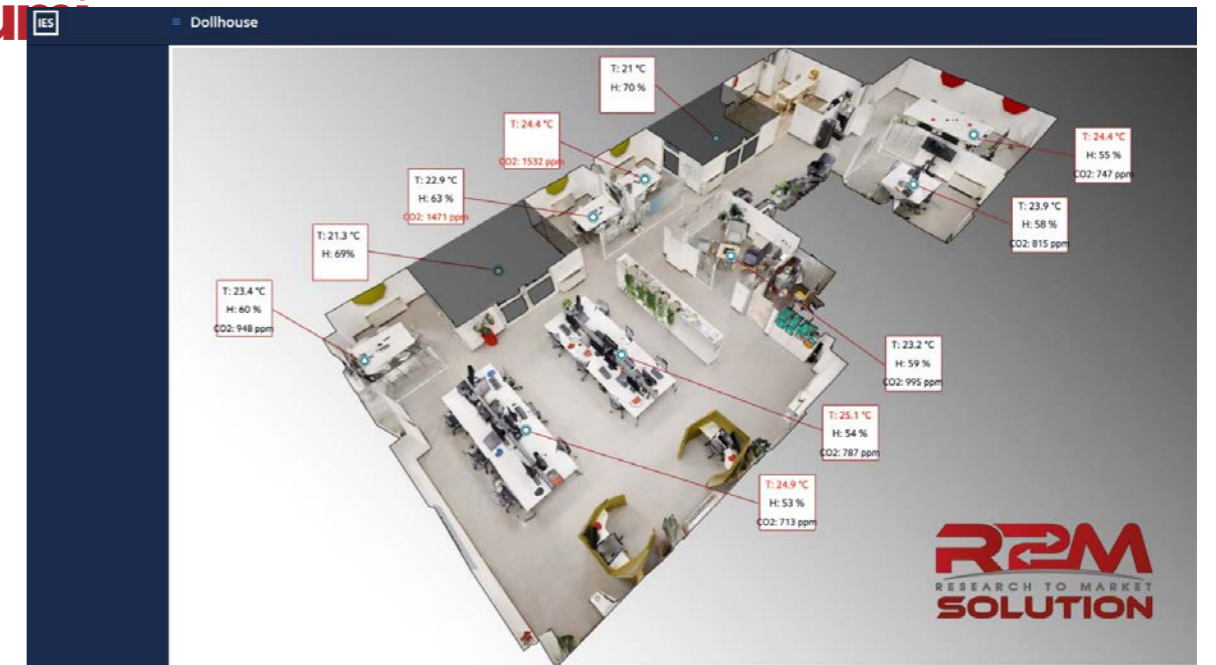 IES
≡ Dollhouse
T: 21 °C
H: 70 %
T: 24.4 °C
CO2: 1532 ppm
T: 22.9 °C
H: 63 %
CO2: 1471 ppm
T: 21.3 °C
H: 69%
T: 23.4 °C
H: 60 %
CO2: 948 ppm
T: 24.4 °C
H: 55 %
CO2: 747 ppm
T: 23.9 °C
H: 58 %
CO2: 815 ppm
T: 23.2 °C
H: 59 %
CO2: 995 ppm
T: 25.1 °C
H: 54 %
CO2: 787 ppm
T: 24.9 °C
H: 53 %
CO2: 713 ppm
R2M
RESEARCH TO MARKET
SOLUTION